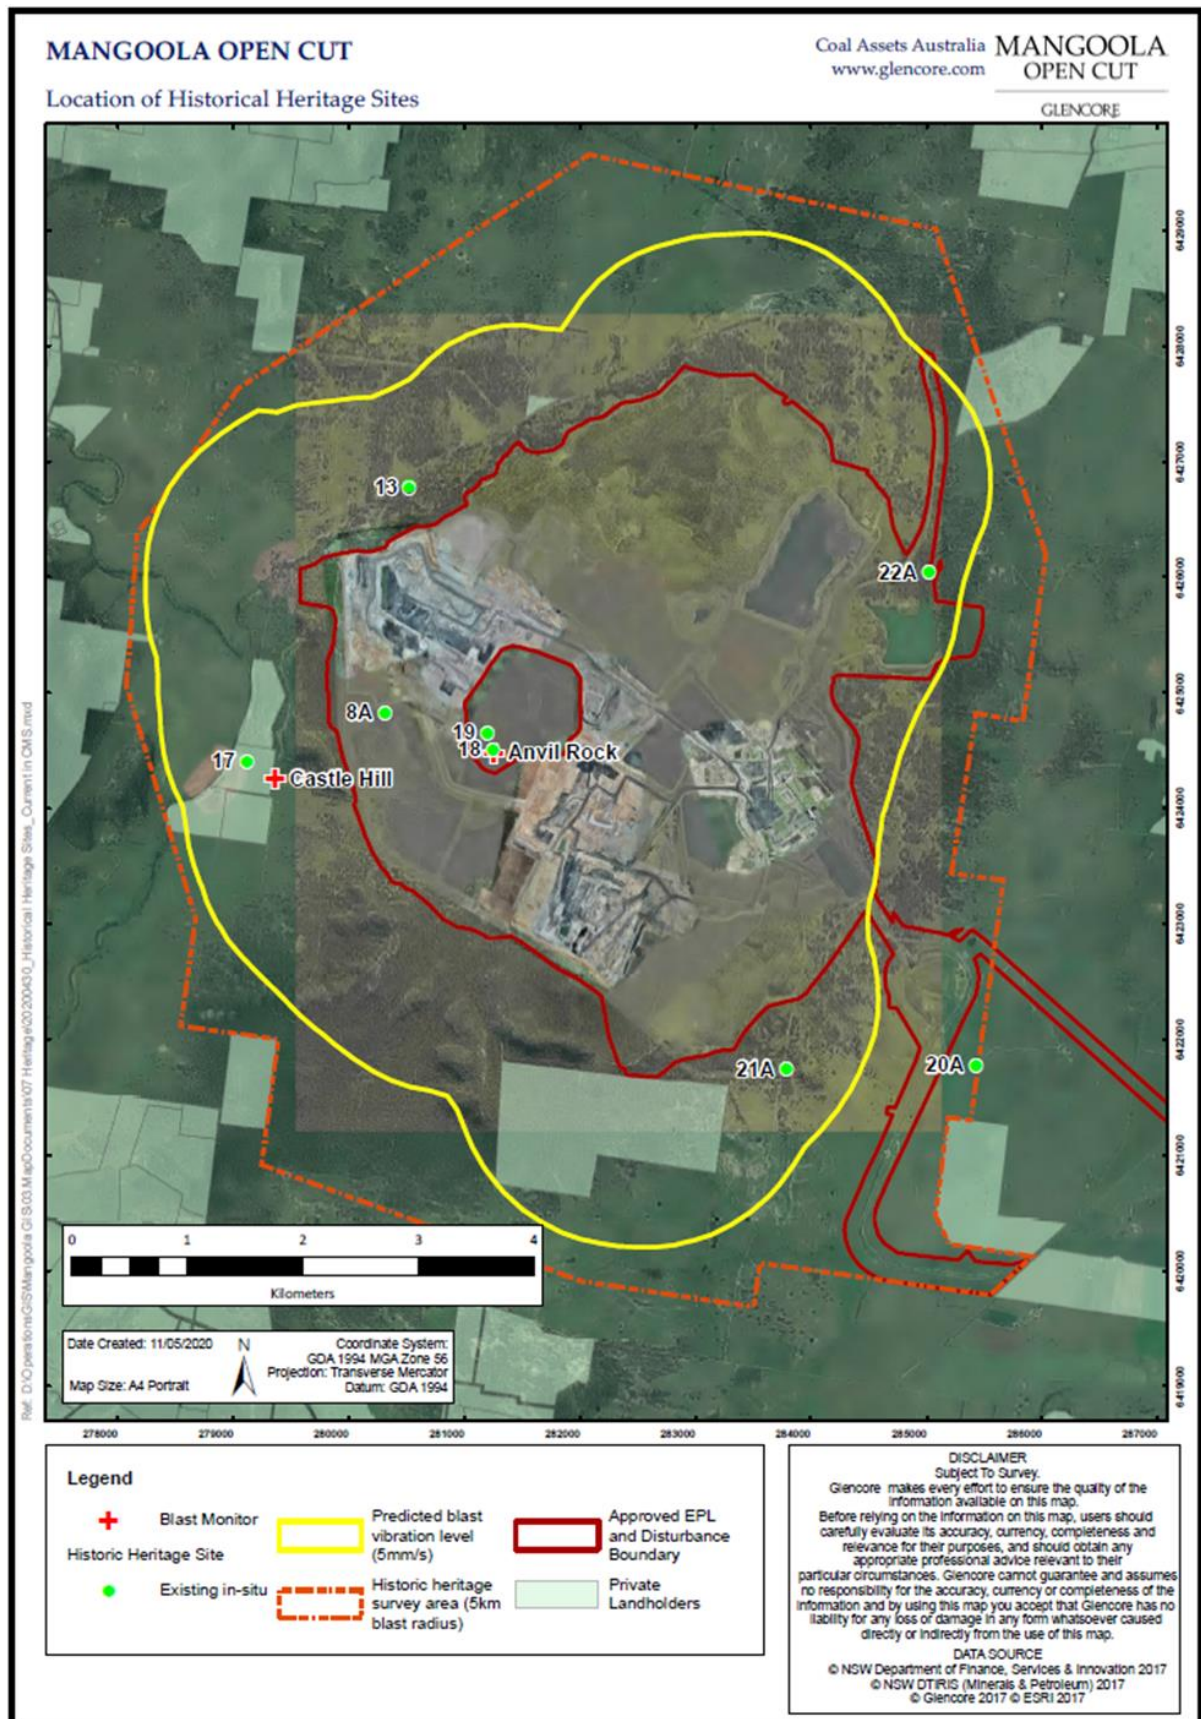 MANGOOLA OPEN CUT
Location of Historical Heritage Sites
Coal Assets Australia
www.glencore.com
MANGOOLA
OPEN CUT
GLENCORE
13
22A
8A
19
18
Anvil Rock
17
Castle Hill
21A
20A
6429000
6428000
6427000
6426000
6425000
6424000
6423000
6422000
6421000
6420000
6419000
0 1 2 3 4
Kilometers
Date Created: 11/05/2020
Map Size: A4 Portrait
N
Coordinate System:
GDA 1994 MGA Zone 56
Projection: Transverse Mercator
Datum: GDA 1994
278000 279000 280000 281000 282000 283000 284000 285000 286000 287000
Legend
Blast Monitor
Historic Heritage Site
Existing in-situ
Predicted blast
vibration level
(5mm/s)
Historic heritage
survey area (5km
blast radius)
Approved EPL
and Disturbance
Boundary
Private
Landholders
DISCLAIMER
Subject To Survey.
Glencore makes every effort to ensure the quality of the
information available on this map.
Before relying on the information on this map, users should
carefully evaluate its accuracy, currency, completeness and
relevance for their purposes, and should obtain any
appropriate professional advice relevant to their
particular circumstances. Glencore cannot guarantee and assumes
no responsibility for the accuracy, currency or completeness of the
information and by using this map you accept that Glencore has no
liability for any loss or damage in any form whatsoever caused
directly or indirectly from the use of this map.
DATA SOURCE
© NSW Department of Finance, Services & Innovation 2017
© NSW DTIRIS (Minerals & Petroleum) 2017
© Glencore 2017 © ESRI 2017